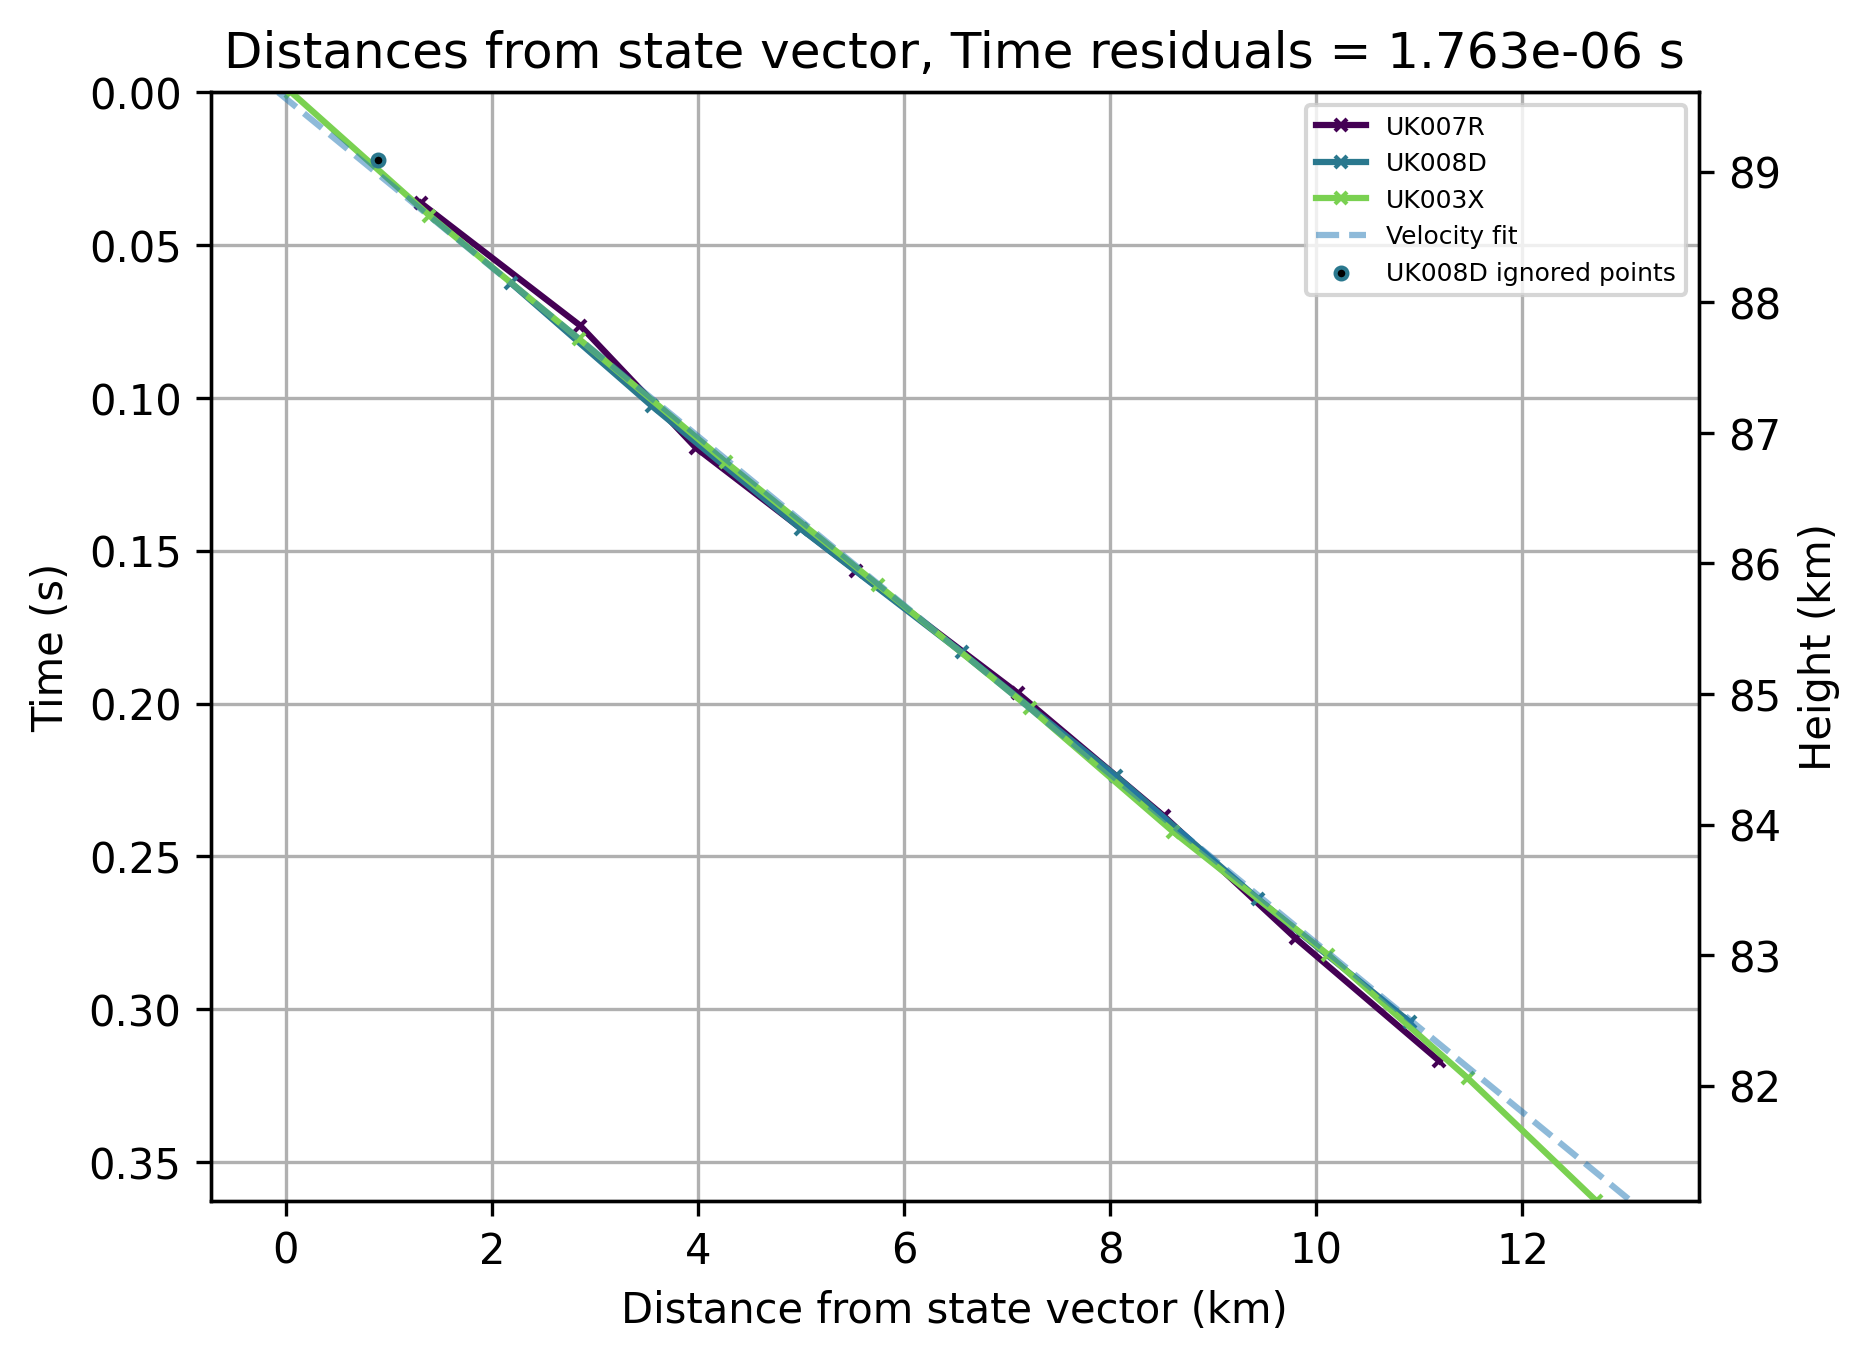 Distances from state vector, Time residuals = 1.763e-06 s
UK007R
UK008D
UK003X
Velocity fit
UK008D ignored points
Time (s)
0.00
0.05
0.10
0.15
0.20
0.25
0.30
0.35
89
88
87
86
85
84
83
82
Height (km)
0 2 4 6 8 10 12
Distance from state vector (km)